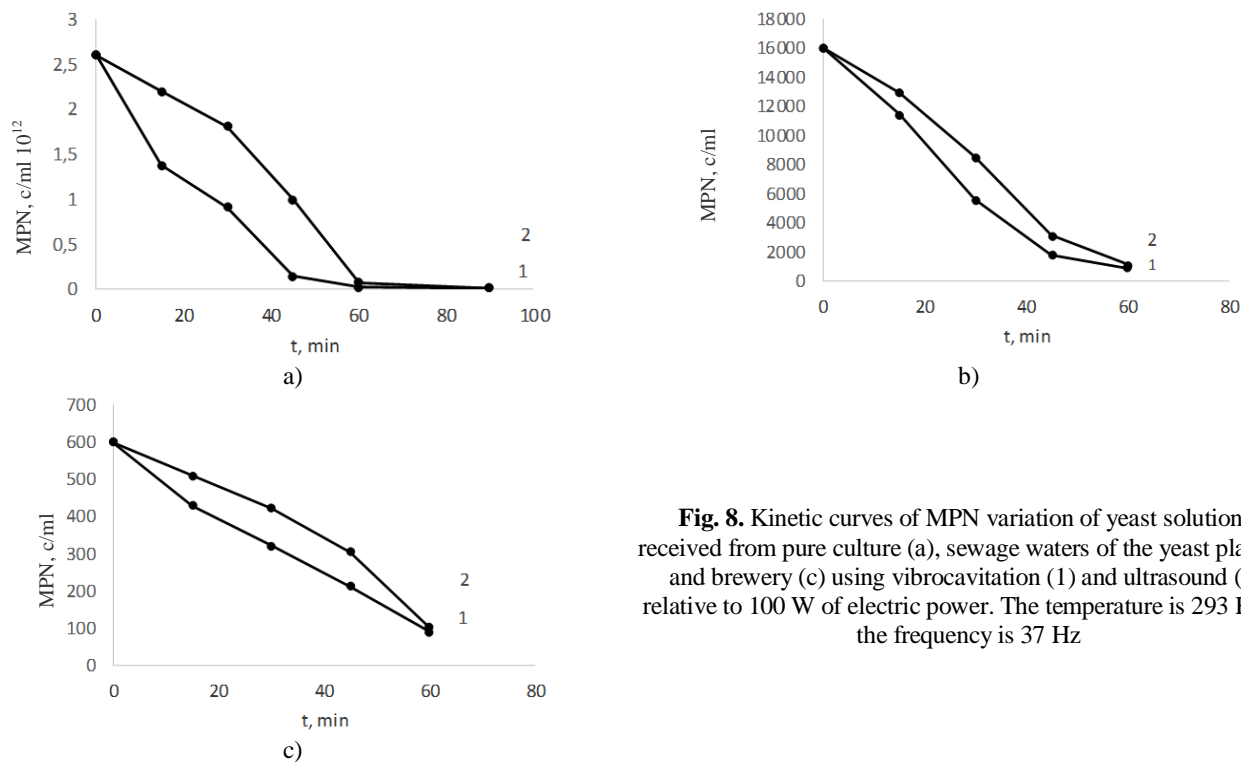 3
2,5
2
1,5
1
0,5
0
MPN, c/ml 10¹²
0 20 40 60 80 100
t, min
2
1
a)
18000
16000
14000
12000
10000
8000
6000
4000
2000
0
MPN, c/ml
0 20 40 60 80
t, min
2
1
b)
700
600
500
400
300
200
100
0
MPN, c/ml
0 20 40 60 80
t, min
2
1
c)
Fig. 8. Kinetic curves of MPN variation of yeast solution
received from pure culture (a), sewage waters of the yeast pla
and brewery (c) using vibrocavitation (1) and ultrasound (
relative to 100 W of electric power. The temperature is 293
the frequency is 37 Hz